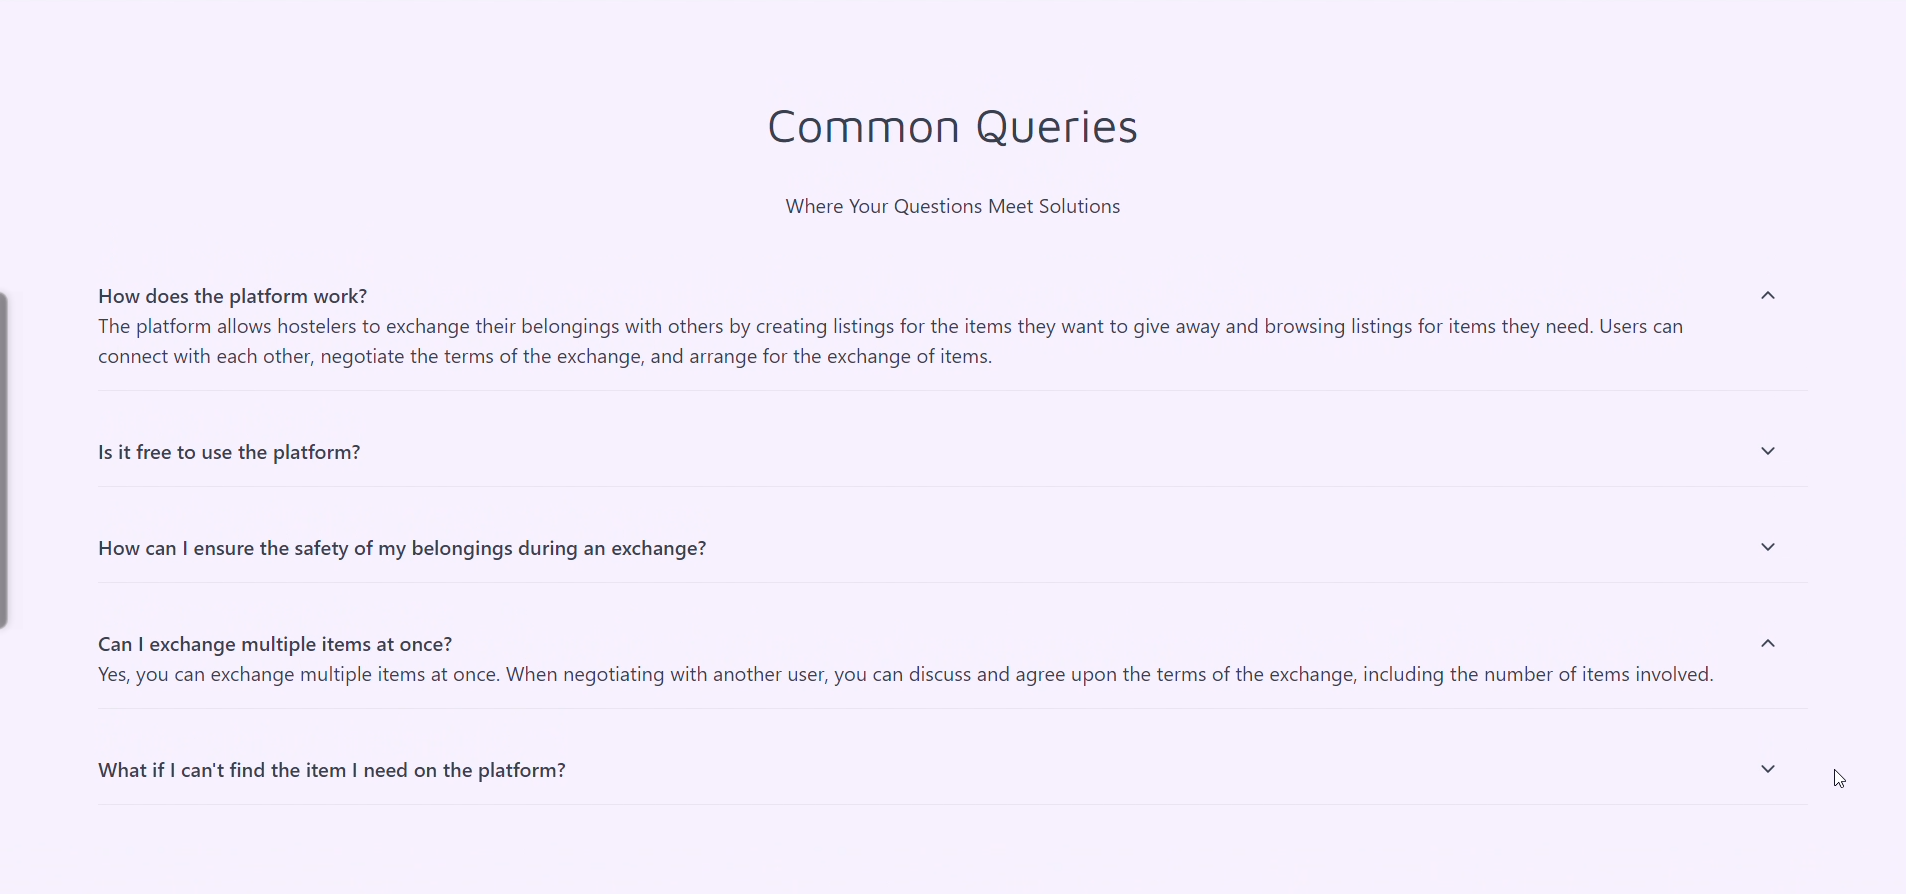 Common Queries
Where Your Questions Meet Solutions
How does the platform work?
The platform allows hostelers to exchange their belongings with others by creating listings for the items they want to give away and browsing listings for items they need. Users can
connect with each other, negotiate the terms of the exchange, and arrange for the exchange of items.
Is it free to use the platform?
How can I ensure the safety of my belongings during an exchange?
Can I exchange multiple items at once?
Yes, you can exchange multiple items at once. When negotiating with another user, you can discuss and agree upon the terms of the exchange, including the number of items involved.
What if I can't find the item I need on the platform?